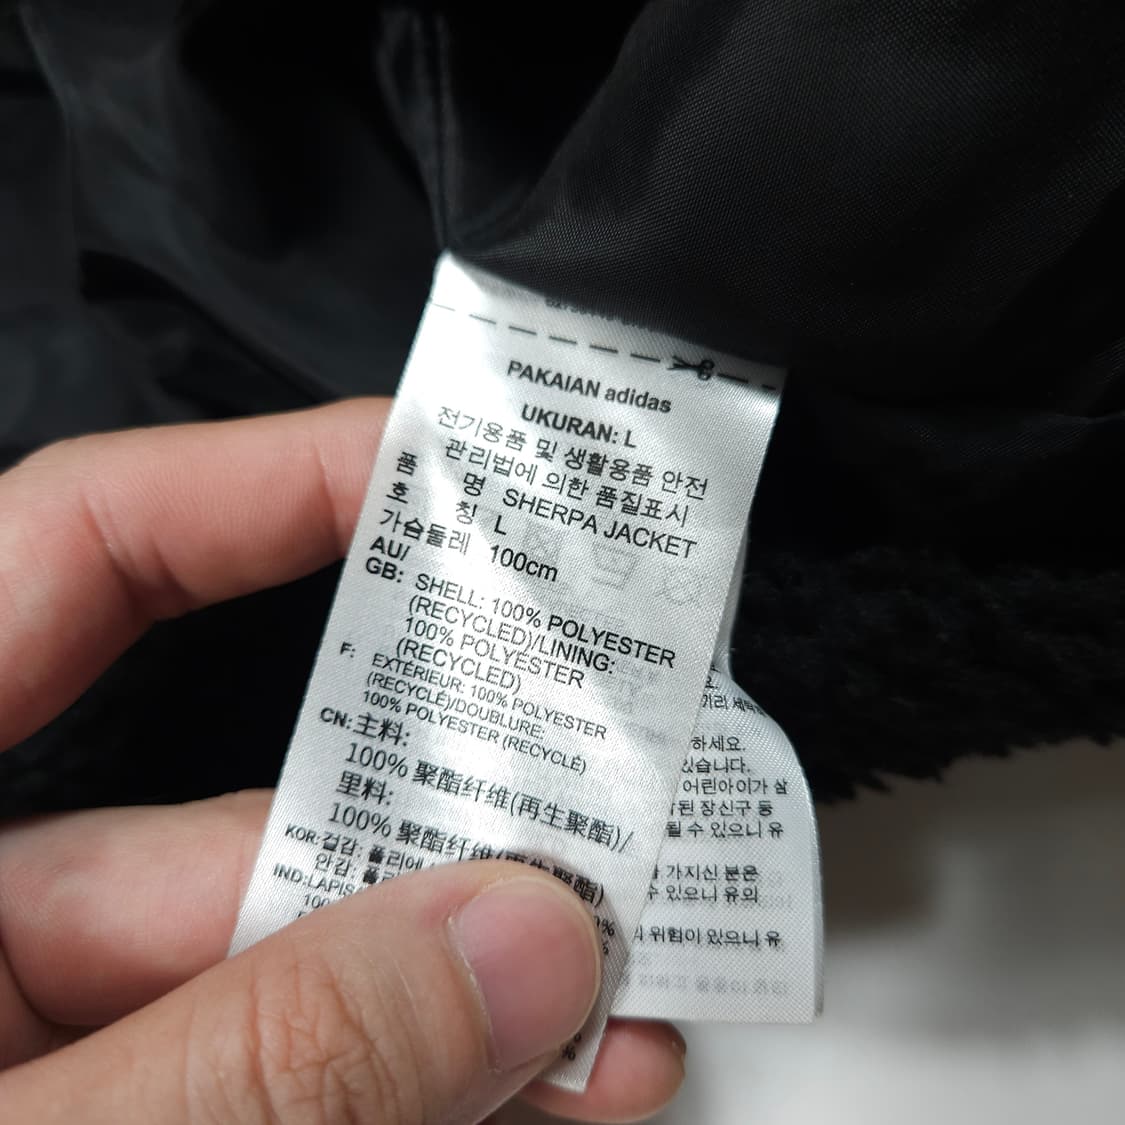 PAKAIAN adidas
UKURAN: L
전기용품 및 생활용품 안전
관리법에 의한 품질표시
품 명 SHERPA JACKET
호 칭 L
가슴둘레 100cm
AU/
GB: SHELL: 100% POLYESTER
(RECYCLED)/LINING:
100% POLYESTER
(RECYCLED)
F: EXTÉRIEUR: 100% POLYESTER
(RECYCLÉ)/DOUBLURE:
100% POLYESTER (RECYCLÉ)
CN: 主料:
100% 聚酯纤维(再生聚酯)/
里料:
100% 聚酯纤维(再生聚酯)
KOR: 겉감: 폴리에
안감:
IND: LAPIS
하세요.
있습니다.
어린아이가
장신구 등
될 수 있으니 유
가지신 분은
수 있으니 유의
위험이 있으니 유